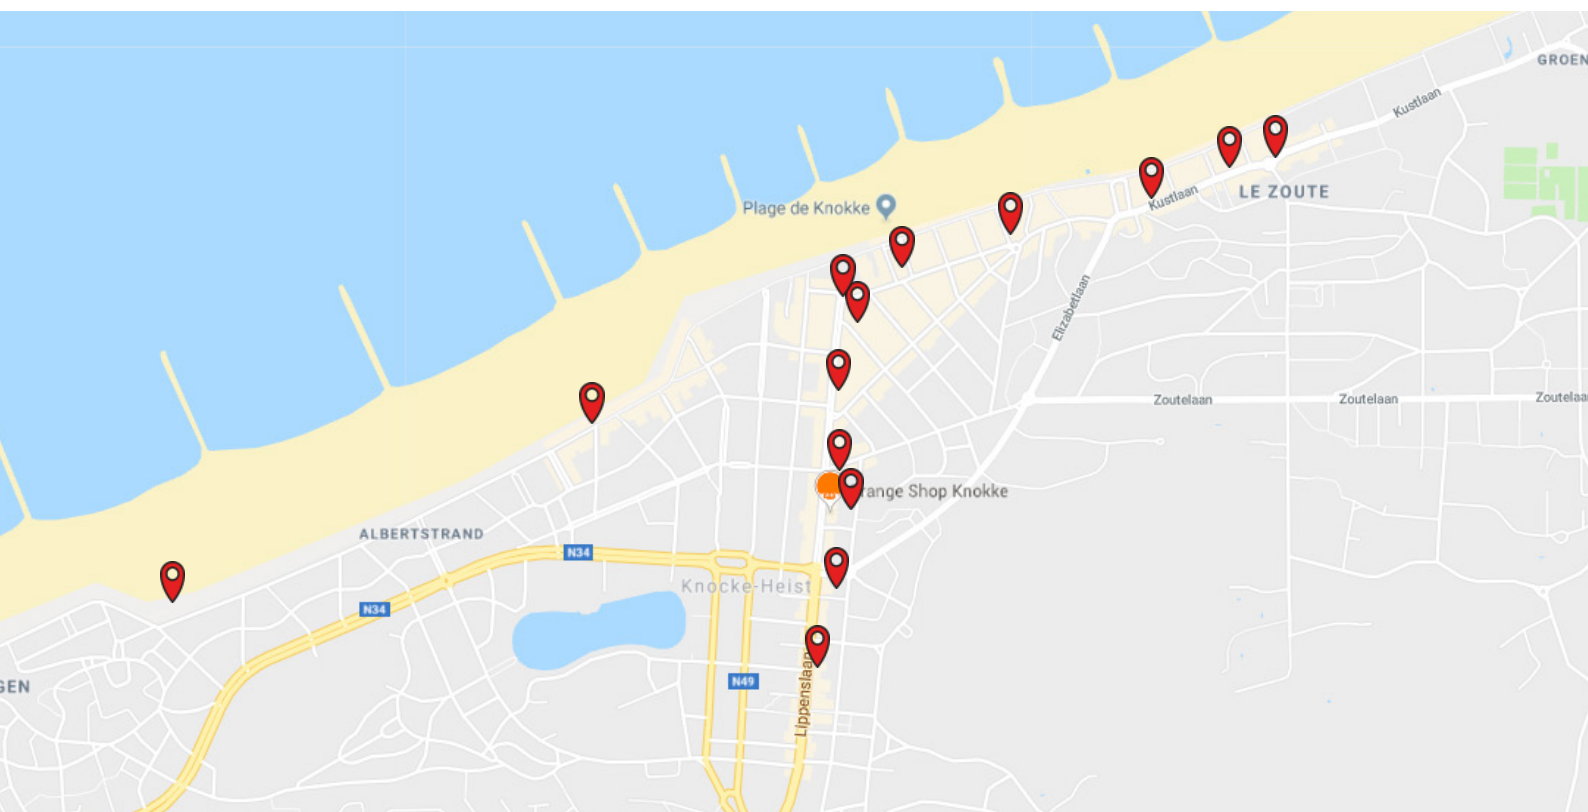 GROEN
Kustlaan
LE ZOUTE
Kustlaan
Plage de Knokke
Elizabetlaan
Zoutelaan
Zoutelaan
Zoutelaa
range Shop Knokke
ALBERTSTRAND
N34
Knocke-Heist
N34
GEN
N49
Lippenslaan